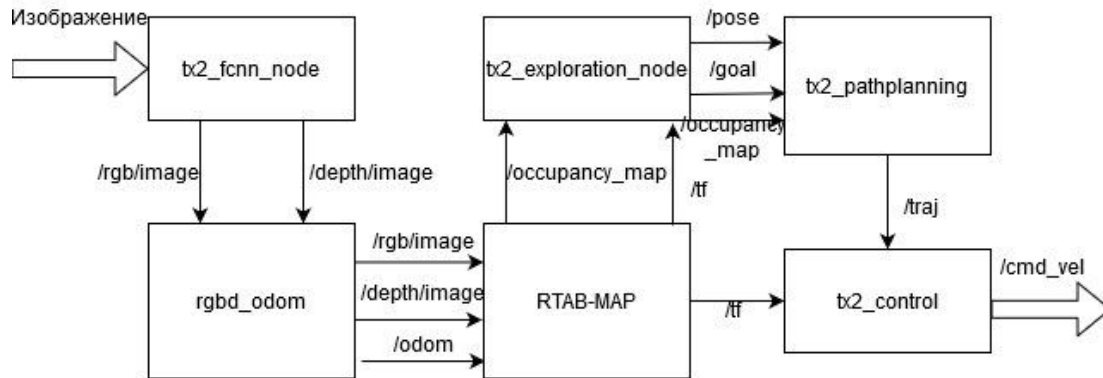 Изображение
tx2_fcnn_node
tx2_exploration_node
/pose
/goal
/occupancy
_map
tx2_pathplanning
/rgb/image
/depth/image
/occupancy_map
/tf
/traj
rgbd_odom
/rgb/image
/depth/image
/odom
RTAB-MAP
/tf
tx2_control
/cmd_vel